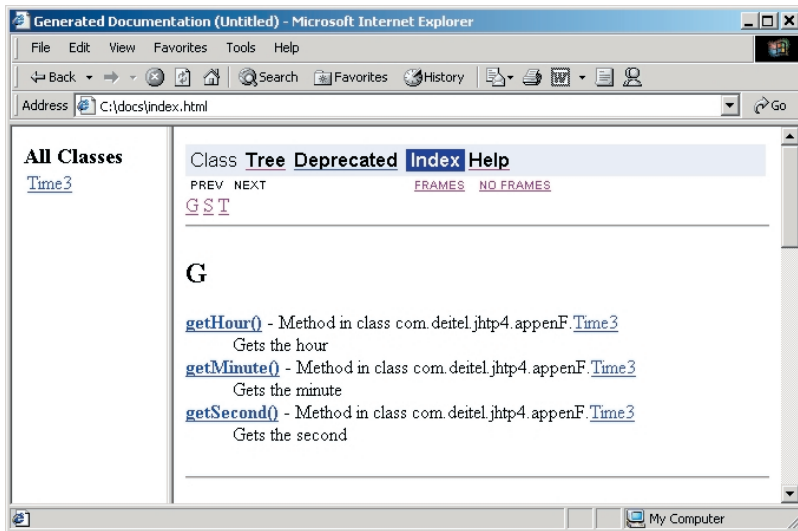 Generated Documentation (Untitled) - Microsoft Internet Explorer
File Edit View Favorites Tools Help
Back Search Favorites History
Address C:\docs\index.html Go
All Classes
Time3
Class Tree Deprecated Index Help
PREV NEXT FRAMES NO FRAMES
G S T
G
getHour() - Method in class com.deitel.jhtp4.appenF.Time3
Gets the hour
getMinute() - Method in class com.deitel.jhtp4.appenF.Time3
Gets the minute
getSecond() - Method in class com.deitel.jhtp4.appenF.Time3
Gets the second
My Computer